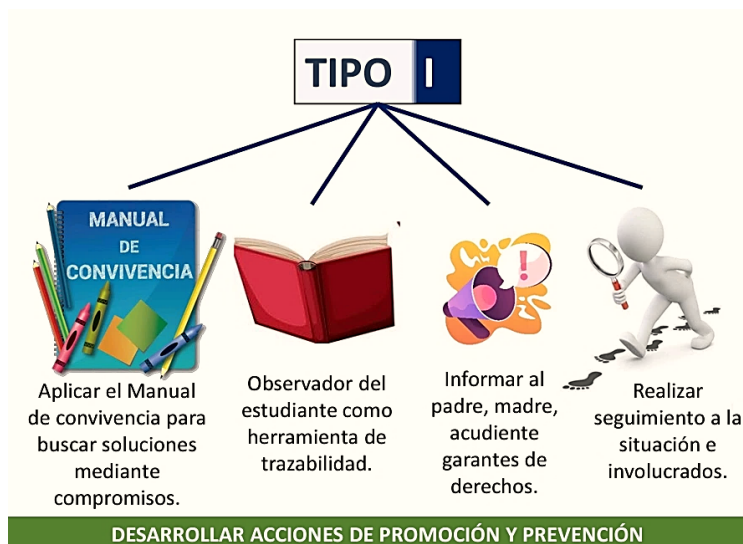 TIPO I
MANUAL
DE
CONVIVENCIA
Aplicar el Manual
de convivencia para
buscar soluciones
mediante
compromisos.
Observador del
estudiante como
herramienta de
trazabilidad.
Informar al
padre, madre,
acudiente
garantes de
derechos.
Realizar
seguimiento a la
situación e
involucrados.
DESARROLLAR ACCIONES DE PROMOCIÓN Y PREVENCIÓN